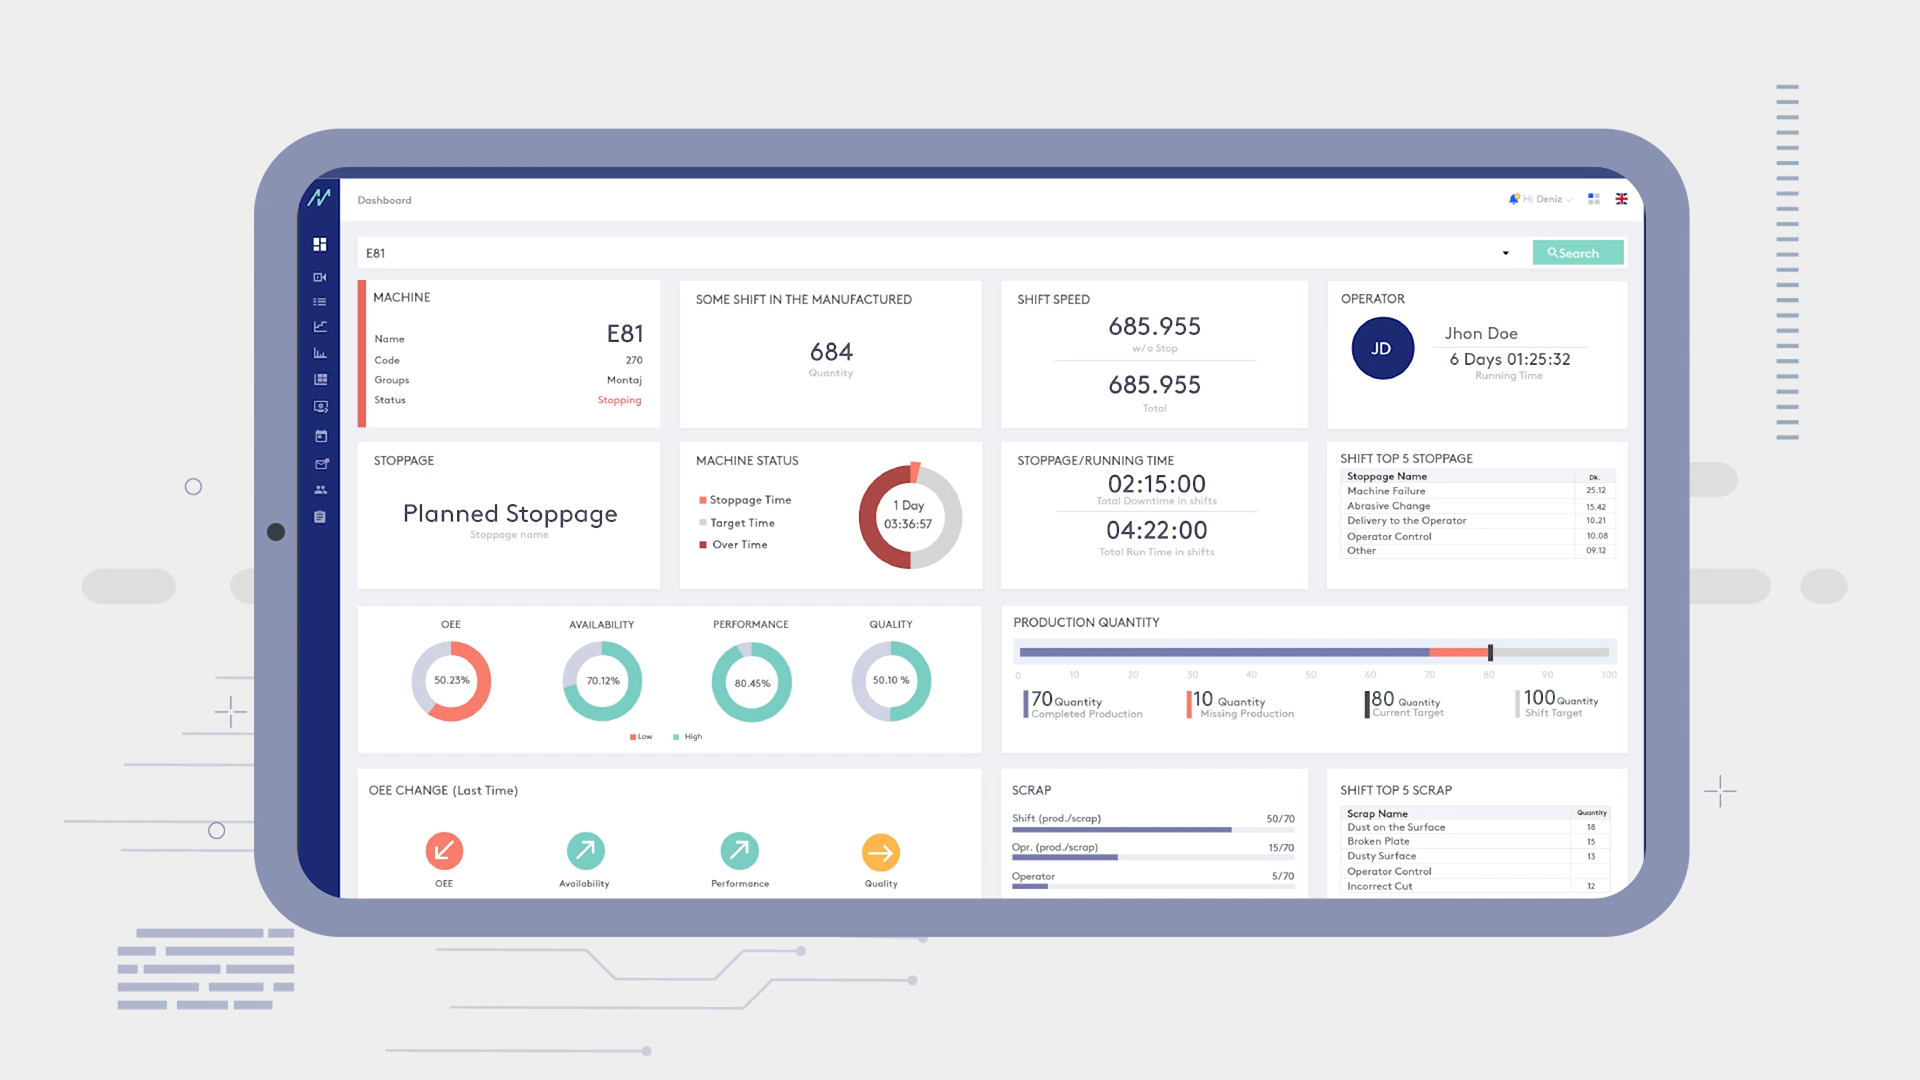 Dashboard
Hi Deniz
E81
Search
MACHINE
Name E81
Code 270
Groups Montaj
Status Stopping
SOME SHIFT IN THE MANUFACTURED
684
Quantity
SHIFT SPEED
685.955
w/o Stop
685.955
Total
OPERATOR
JD
Jhon Doe
6 Days 01:25:32
Running Time
STOPPAGE
Planned Stoppage
Stoppage name
MACHINE STATUS
Stoppage Time
Target Time
Over Time
1 Day
03:36:57
STOPPAGE/RUNNING TIME
02:15:00
Total Downtime in shifts
04:22:00
Total Run Time in shifts
SHIFT TOP 5 STOPPAGE
Stoppage Name Dk.
Machine Failure 25.12
Abrasive Change 15.42
Delivery to the Operator 10.21
Operator Control 10.08
Other 09.12
OEE AVAILABILITY PERFORMANCE QUALITY
50.23% 70.12% 80.45% 50.10 %
Low High
PRODUCTION QUANTITY
0 10 20 30 40 50 60 70 80 90 100
70 Quantity
Completed Production
10 Quantity
Missing Production
80 Quantity
Current Target
100 Quantity
Shift Target
OEE CHANGE (Last Time)
OEE Availability Performance Quality
SCRAP
Shift (prod./scrap) 50/70
Opr. (prod./scrap) 15/70
Operator 5/70
SHIFT TOP 5 SCRAP
Scrap Name Quantity
Dust on the Surface 18
Broken Plate 15
Dusty Surface 13
Operator Control
Incorrect Cut 12